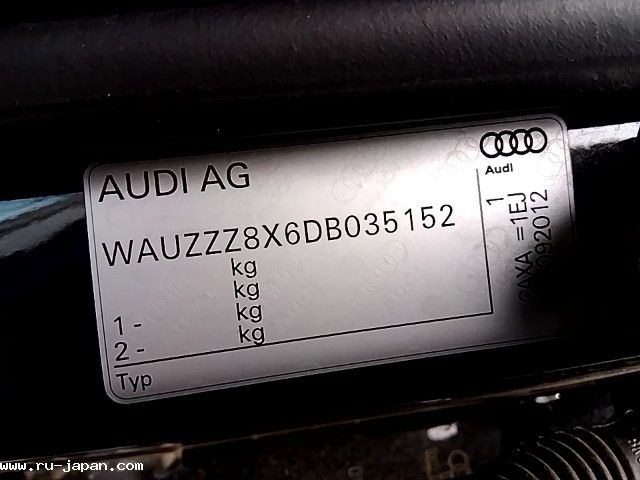 AUDI AG
Audi
WAUZZZ8X6DB035152
kg
kg
1 - kg
2 - kg
Typ
1
CAXA =1EJ
092012
www.ru-japan.com